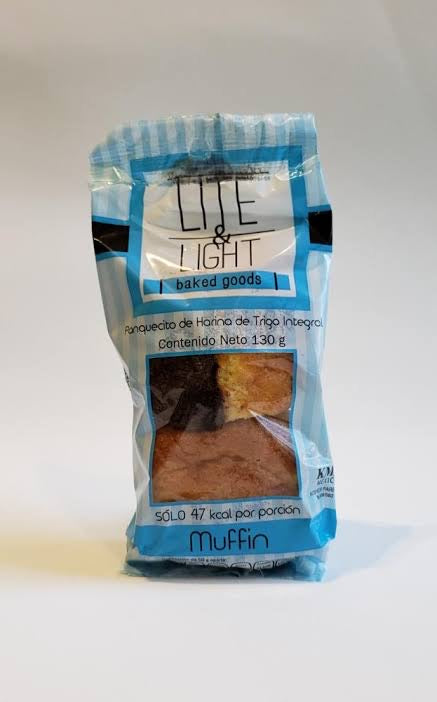 LITE
&
LIGHT
baked goods
Panquecito de Harina de Trigo Integral
Contenido Neto 130 g
KM
SÓLO 47 kcal por porción
Muffin